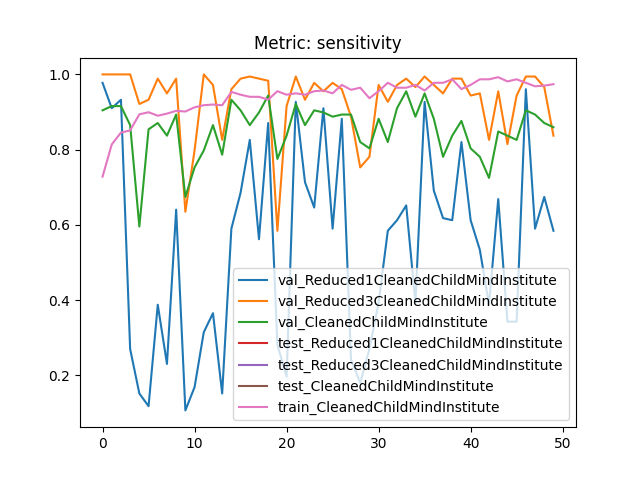 Metric: sensitivity
1.0
0.8
0.6
0.4
0.2
0
10
20
30
40
50
val_Reduced1CleanedChildMindInstitute
val_Reduced3CleanedChildMindInstitute
val_CleanedChildMindInstitute
test_Reduced1CleanedChildMindInstitute
test_Reduced3CleanedChildMindInstitute
test_CleanedChildMindInstitute
train_CleanedChildMindInstitute